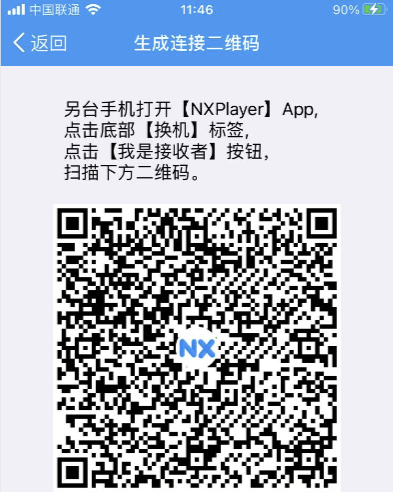 中国联通 11:46 90%
返回 生成连接二维码
另台手机打开【NXPlayer】App,
点击底部【换机】标签,
点击【我是接收者】按钮,
扫描下方二维码。
NX